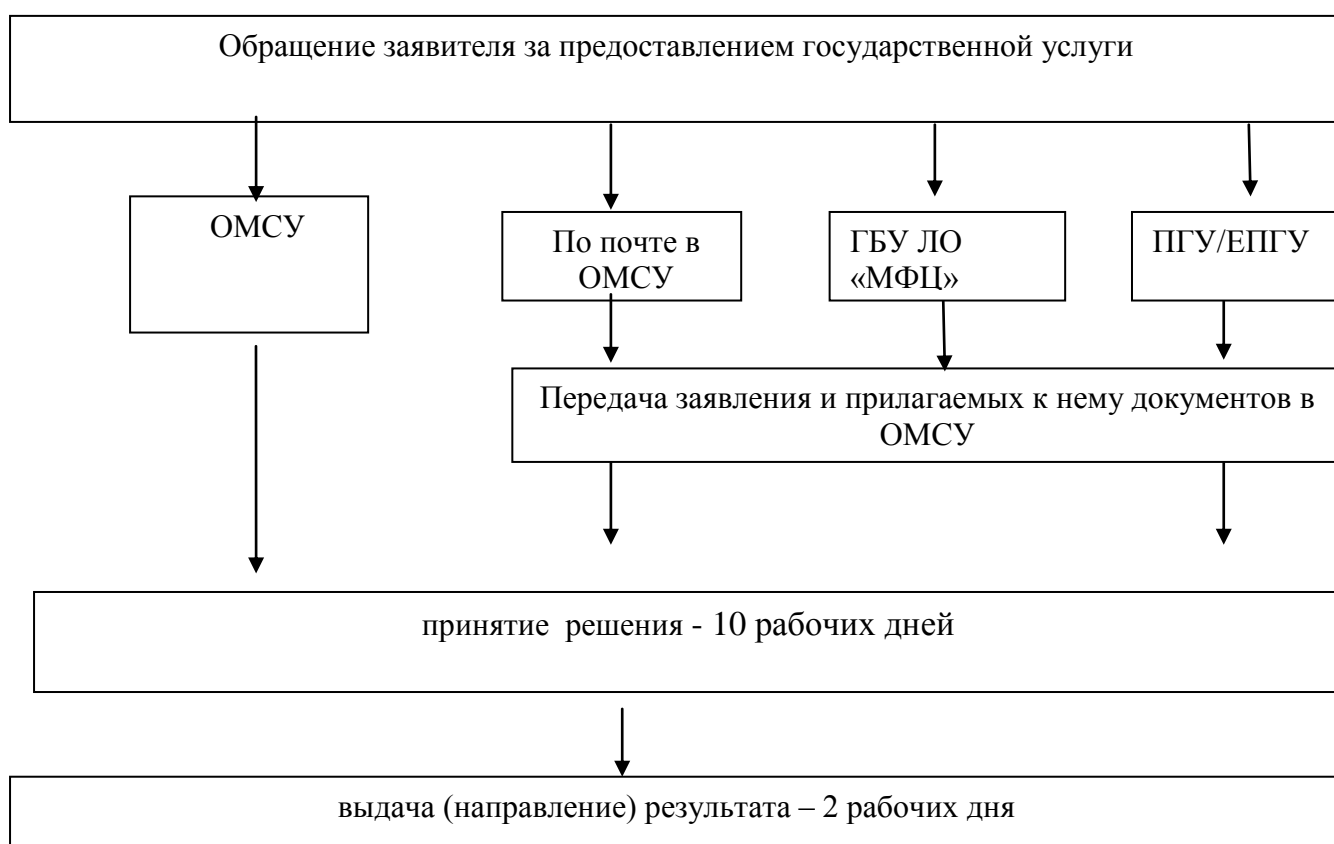 Обращение заявителя за предоставлением государственной услуги
ОМСУ
По почте в
ОМСУ
ГБУ ЛО
«МФЦ»
ПГУ/ЕПГУ
Передача заявления и прилагаемых к нему документов в
ОМСУ
принятие решения - 10 рабочих дней
выдача (направление) результата – 2 рабочих дня